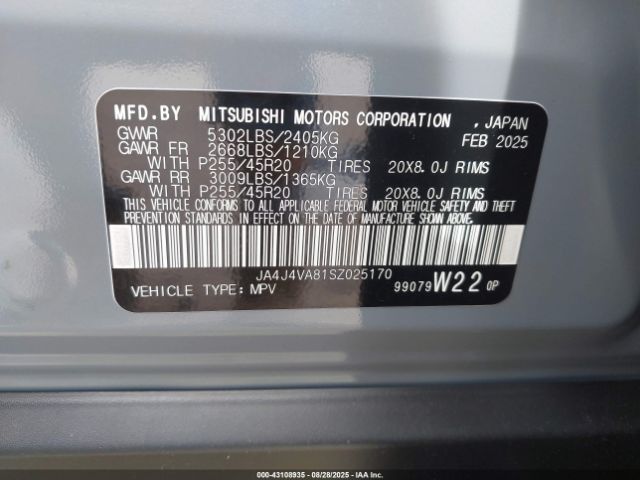 MFD.BY MITSUBISHI MOTORS CORPORATION , JAPAN
GWWR 5302LBS/2405KG FEB 2025
GAWR FR 2668LBS/1210KG
WITH P255/45R20 TIRES 20X8.0J RIMS
GAWR RR 3009LBS/1365KG
WITH P255/45R20 TIRES 20X8.0J RIMS
THIS VEHICLE CONFORMS TO ALL APPLICABLE FEDERAL MOTOR VEHICLE SAFETY AND THEFT
PREVENTION STANDARDS IN EFFECT ON THE DATE OF MANUFACTURE SHOWN ABOVE.
JA4J4VA81SZ025170
VEHICLE TYPE:MPV 99079 W22 0P
000-43108935 - 08/28/2025 - IAAI.COM